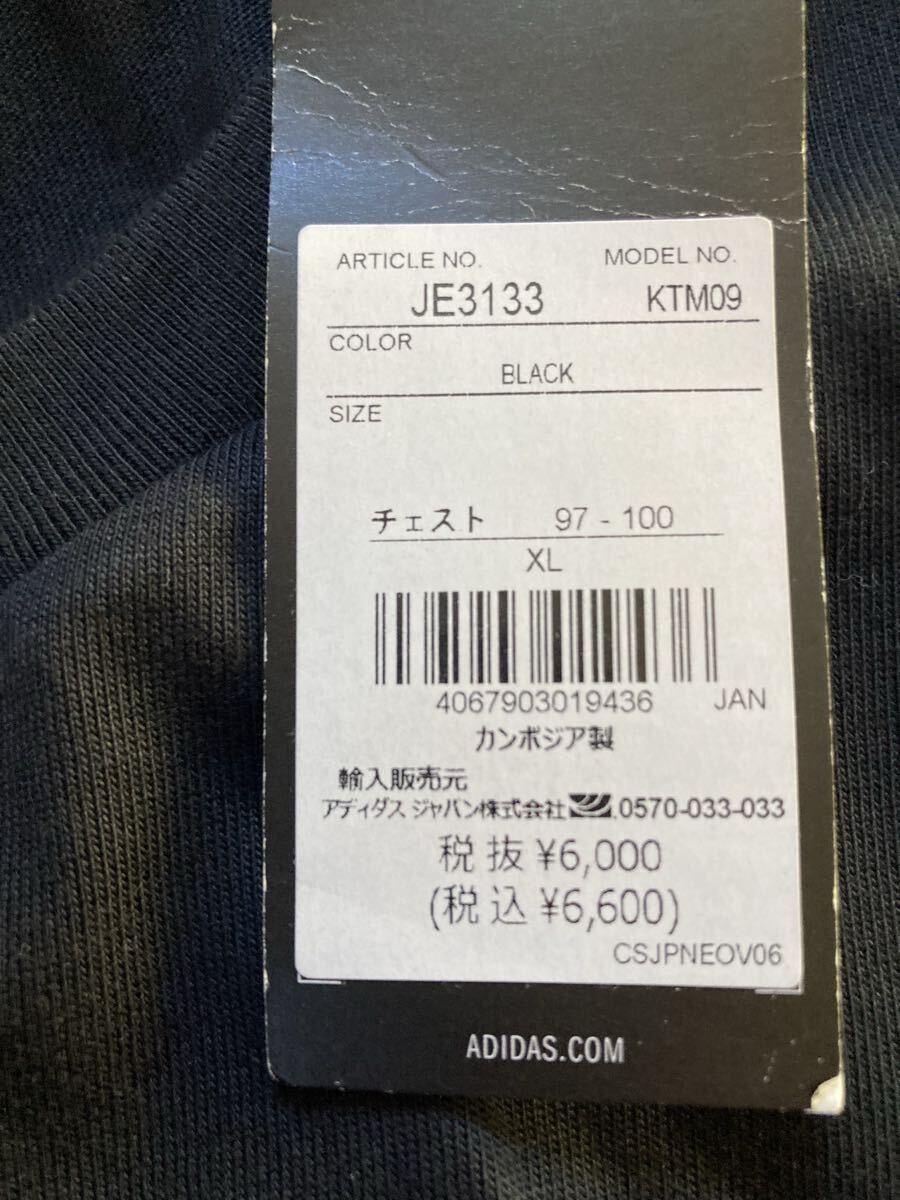 ARTICLE NO. MODEL NO.
JE3133 KTM09
COLOR
BLACK
SIZE
チェスト 97 - 100
XL
4067903019436 JAN
カンボジア製
輸入販売元
アディダス ジャパン株式会社 .0570-033-033
税抜 ¥6,000
(税込 ¥6,600)
CSJPNEOV06
ADIDAS.COM